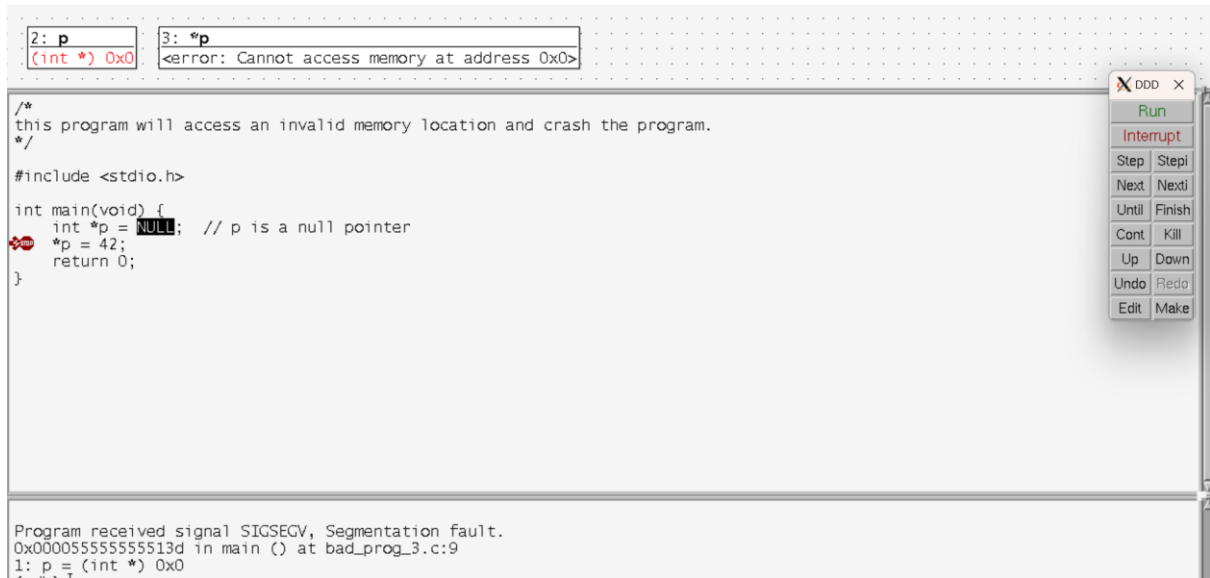 2: p
(int *) 0x0
3: *p
<error: Cannot access memory at address 0x0>
/*
this program will access an invalid memory location and crash the program.
*/
#include <stdio.h>
int main(void) {
int *p = NULL;  // p is a null pointer
*p = 42;
return 0;
}
DDD
Run
Interrupt
Step Stepi
Next Nexti
Until Finish
Cont Kill
Up Down
Undo Redo
Edit Make
Program received signal SIGSEGV, Segmentation fault.
0x000055555555513d in main () at bad_prog_3.c:9
1: p = (int *) 0x0